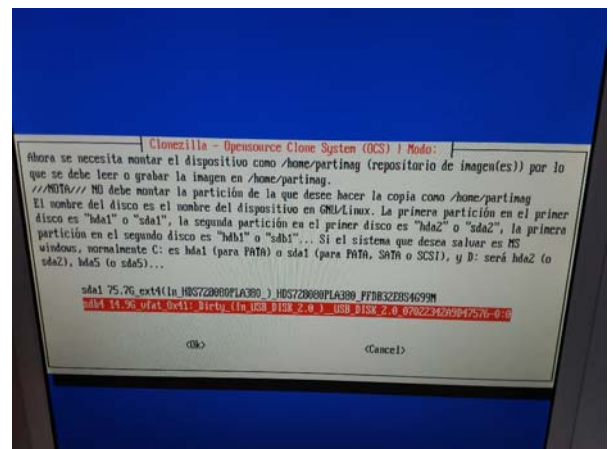 Clonezilla - Opensource Clone System (OCS) | Modo:
Ahora se necesita montar el dispositivo como /home/partimag (repositorio de imagen(es)) por lo
que se debe leer o grabar la imagen en /home/partimag.
///NOTA/// NO debe montar la partición de la que desee hacer la copia como /home/partimag
El nombre del disco es el nombre del dispositivo en GNU/Linux. La primera partición en el primer
disco es "hda1" o "sda1", la segunda partición en el primer disco es "hda2" o "sda2", la primera
partición en el segundo disco es "hdb1" o "sdb1"... Si el sistema que desea salvar es MS
windows, normalmente C: es hda1 (para PATA) o sda1 (para PATA, SATA o SCSI), y D: será hda2 (o
sda2), hda5 (o sda5)...
sda1 75.7G_ext4(In_HDS728080PLA380_)_HDS728080PLA380_PFDB32E8S4699M
sdb4 14.9G_vfat_0x41:_Dirty_(In_USB_DISK_2.0_)__USB_DISK_2.0_07022342A9D47576-0:0
<Ok>
<Cancel>